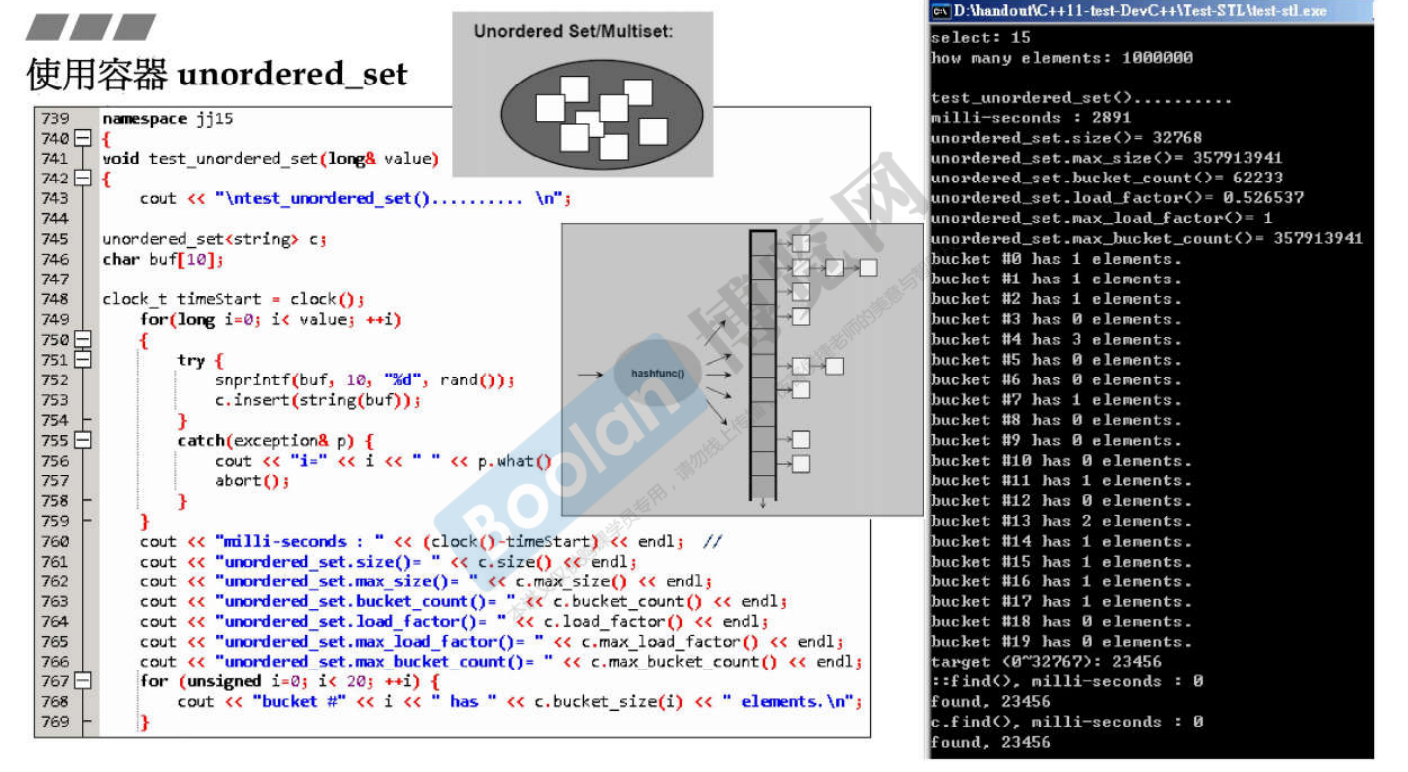 使用容器 unordered_set
Unordered Set/Multiset:
739 namespace jj15
740 {
741 void test_unordered_set(long& value)
742 {
743 cout << "\ntest_unordered_set().......... \n";
744
745 unordered_set<string> c;
746 char buf[10];
747
748 clock_t timeStart = clock();
749 for(long i=0; i< value; ++i)
750 {
751 try {
752 snprintf(buf, 10, "%d", rand());
753 c.insert(string(buf));
754 }
755 catch(exception& p) {
756 cout << "i=" << i << " " << p.what()
757 abort();
758 }
759 }
760 cout << "milli-seconds : " << (clock()-timeStart) << endl; //
761 cout << "unordered_set.size()= " << c.size() << endl;
762 cout << "unordered_set.max_size()= " << c.max_size() << endl;
763 cout << "unordered_set.bucket_count()= " << c.bucket_count() << endl;
764 cout << "unordered_set.load_factor()= " << c.load_factor() << endl;
765 cout << "unordered_set.max_load_factor()= " << c.max_load_factor() << endl;
766 cout << "unordered_set.max_bucket_count()= " << c.max_bucket_count() << endl;
767 for (unsigned i=0; i< 20; ++i) {
768 cout << "bucket #" << i << " has " << c.bucket_size(i) << " elements.\n";
769 }
hashfunc()
Boolan
博览网
D:\handout\C++11-test-DevC++\Test-STL\test-stl.exe
select: 15
how many elements: 1000000
test_unordered_set()..........
milli-seconds : 2891
unordered_set.size()= 32768
unordered_set.max_size()= 357913941
unordered_set.bucket_count()= 62233
unordered_set.load_factor()= 0.526537
unordered_set.max_load_factor()= 1
unordered_set.max_bucket_count()= 357913941
bucket #0 has 1 elements.
bucket #1 has 1 elements.
bucket #2 has 1 elements.
bucket #3 has 0 elements.
bucket #4 has 3 elements.
bucket #5 has 0 elements.
bucket #6 has 0 elements.
bucket #7 has 1 elements.
bucket #8 has 0 elements.
bucket #9 has 0 elements.
bucket #10 has 0 elements.
bucket #11 has 1 elements.
bucket #12 has 0 elements.
bucket #13 has 2 elements.
bucket #14 has 1 elements.
bucket #15 has 1 elements.
bucket #16 has 1 elements.
bucket #17 has 1 elements.
bucket #18 has 0 elements.
bucket #19 has 0 elements.
target (0~32767): 23456
::find(), milli-seconds : 0
found, 23456
c.find(), milli-seconds : 0
found, 23456